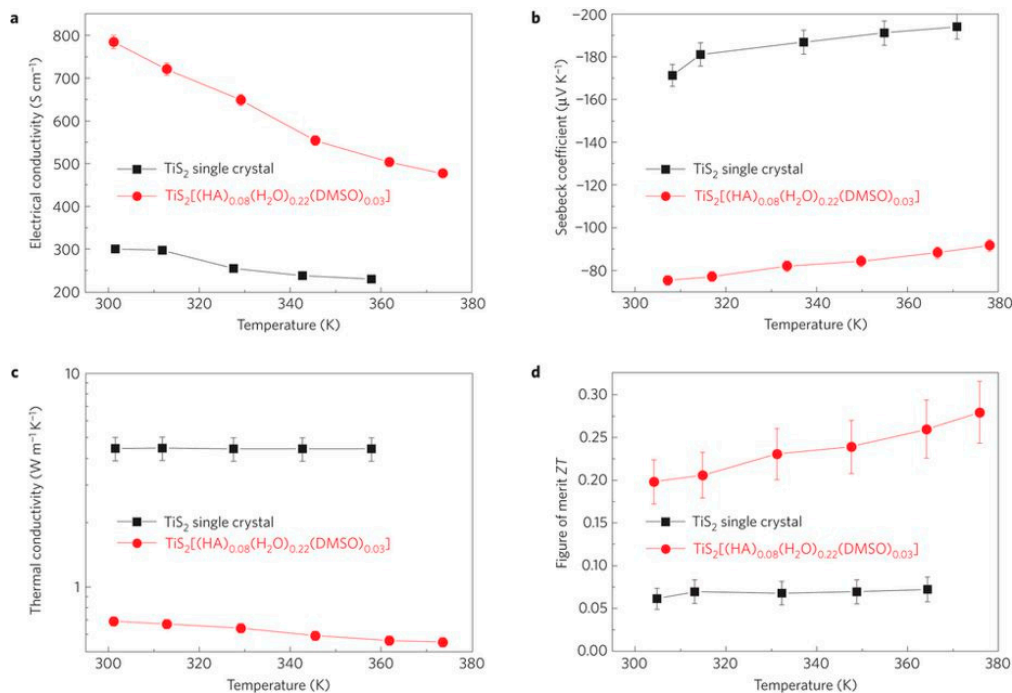 a
Electrical conductivity (S cm⁻¹)
800
700
600
500
400
300
200
TiS₂ single crystal
TiS₂[(HA)₀.₀₈(H₂O)₀.₂₂(DMSO)₀.₀₃]
300
320
340
360
380
Temperature (K)
b
Seebeck coefficient (μV K⁻¹)
−200
−180
−160
−140
−120
−100
−80
TiS₂ single crystal
TiS₂[(HA)₀.₀₈(H₂O)₀.₂₂(DMSO)₀.₀₃]
300
320
340
360
380
Temperature (K)
c
Thermal conductivity (W m⁻¹ K⁻¹)
10
1
TiS₂ single crystal
TiS₂[(HA)₀.₀₈(H₂O)₀.₂₂(DMSO)₀.₀₃]
300
320
340
360
380
Temperature (K)
d
Figure of merit ZT
0.30
0.25
0.20
0.15
0.10
0.05
0.00
TiS₂ single crystal
TiS₂[(HA)₀.₀₈(H₂O)₀.₂₂(DMSO)₀.₀₃]
300
320
340
360
380
Temperature (K)